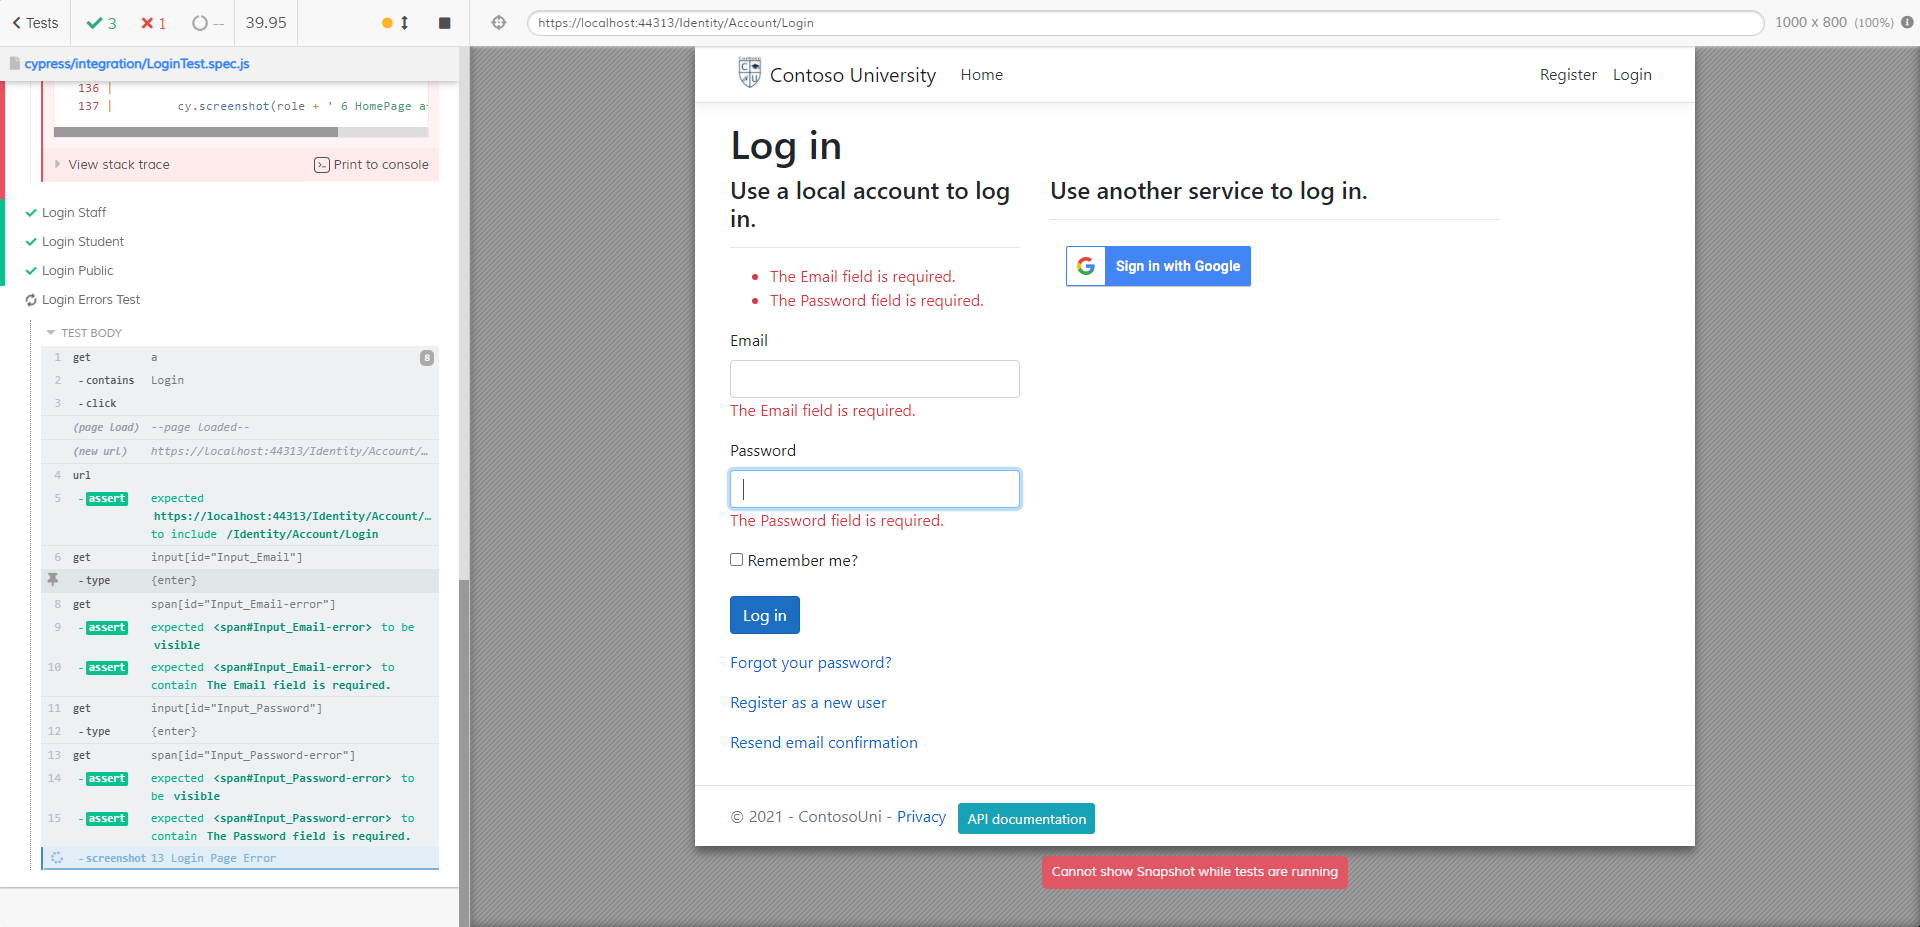 Tests
3
1
--
39.95
https://localhost:44313/Identity/Account/Login
1000 x 800 (100%)
cypress/integration/LoginTest.spec.js
136 |
137 | cy.screenshot(role + ' 6 HomePage a
View stack trace
Print to console
Login Staff
Login Student
Login Public
Login Errors Test
TEST BODY
1 get a 8
2 -contains Login
3 -click
(page load) --page loaded--
(new url) https://localhost:44313/Identity/Account/…
4 url
5 -assert expected
https://localhost:44313/Identity/Account/…
to include /Identity/Account/Login
6 get input[id="Input_Email"]
-type {enter}
8 get span[id="Input_Email-error"]
9 -assert expected <span#Input_Email-error> to be
visible
10 -assert expected <span#Input_Email-error> to
contain The Email field is required.
11 get input[id="Input_Password"]
12 -type {enter}
13 get span[id="Input_Password-error"]
14 -assert expected <span#Input_Password-error> to
be visible
15 -assert expected <span#Input_Password-error> to
contain The Password field is required.
-screenshot 13 Login Page Error
CONTOSO
C U
Contoso University
Home
Register
Login
Log in
Use a local account to log
in.
The Email field is required.
The Password field is required.
Email
The Email field is required.
Password
The Password field is required.
Remember me?
Log in
Forgot your password?
Register as a new user
Resend email confirmation
Use another service to log in.
G Sign in with Google
© 2021 - ContosoUni - Privacy
API documentation
Cannot show Snapshot while tests are running